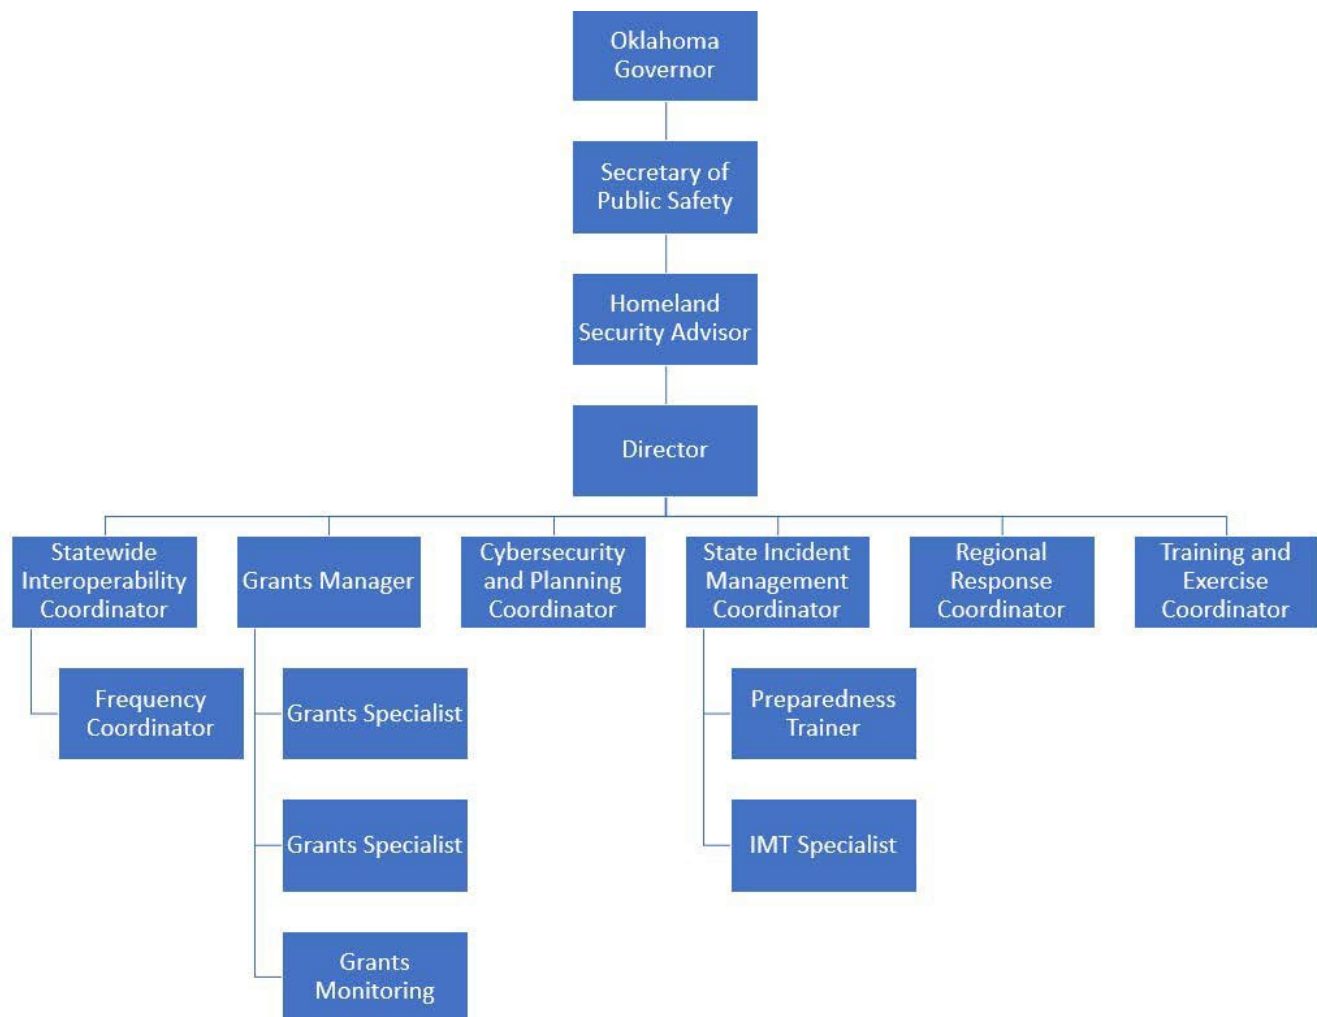 Oklahoma
Governor
Secretary of
Public Safety
Homeland
Security Advisor
Director
Statewide
Interoperability
Coordinator
Grants Manager
Cybersecurity
and Planning
Coordinator
State Incident
Management
Coordinator
Regional
Response
Coordinator
Training and
Exercise
Coordinator
Frequency
Coordinator
Grants Specialist
Grants Specialist
Grants
Monitoring
Preparedness
Trainer
IMT Specialist